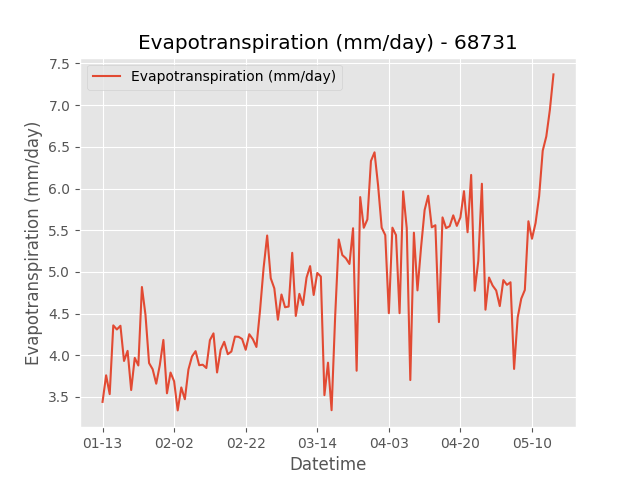 Evapotranspiration (mm/day) - 68731
Evapotranspiration (mm/day)
7.5
7.0
6.5
6.0
5.5
5.0
4.5
4.0
3.5
Evapotranspiration (mm/day)
01-13 02-02 02-22 03-14 04-03 04-20 05-10
Datetime